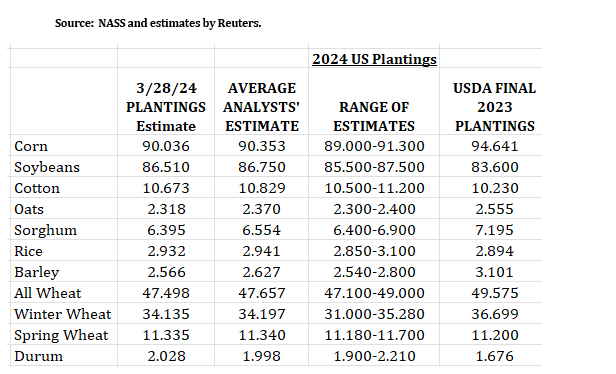 Source: NASS and estimates by Reuters.
2024 US Plantings
3/28/24 AVERAGE USDA FINAL
PLANTINGS ANALYSTS' RANGE OF 2023
Estimate ESTIMATE ESTIMATES PLANTINGS
Corn 90.036 90.353 89.000-91.300 94.641
Soybeans 86.510 86.750 85.500-87.500 83.600
Cotton 10.673 10.829 10.500-11.200 10.230
Oats 2.318 2.370 2.300-2.400 2.555
Sorghum 6.395 6.554 6.400-6.900 7.195
Rice 2.932 2.941 2.850-3.100 2.894
Barley 2.566 2.627 2.540-2.800 3.101
All Wheat 47.498 47.657 47.100-49.000 49.575
Winter Wheat 34.135 34.197 31.000-35.280 36.699
Spring Wheat 11.335 11.340 11.180-11.700 11.200
Durum 2.028 1.998 1.900-2.210 1.676